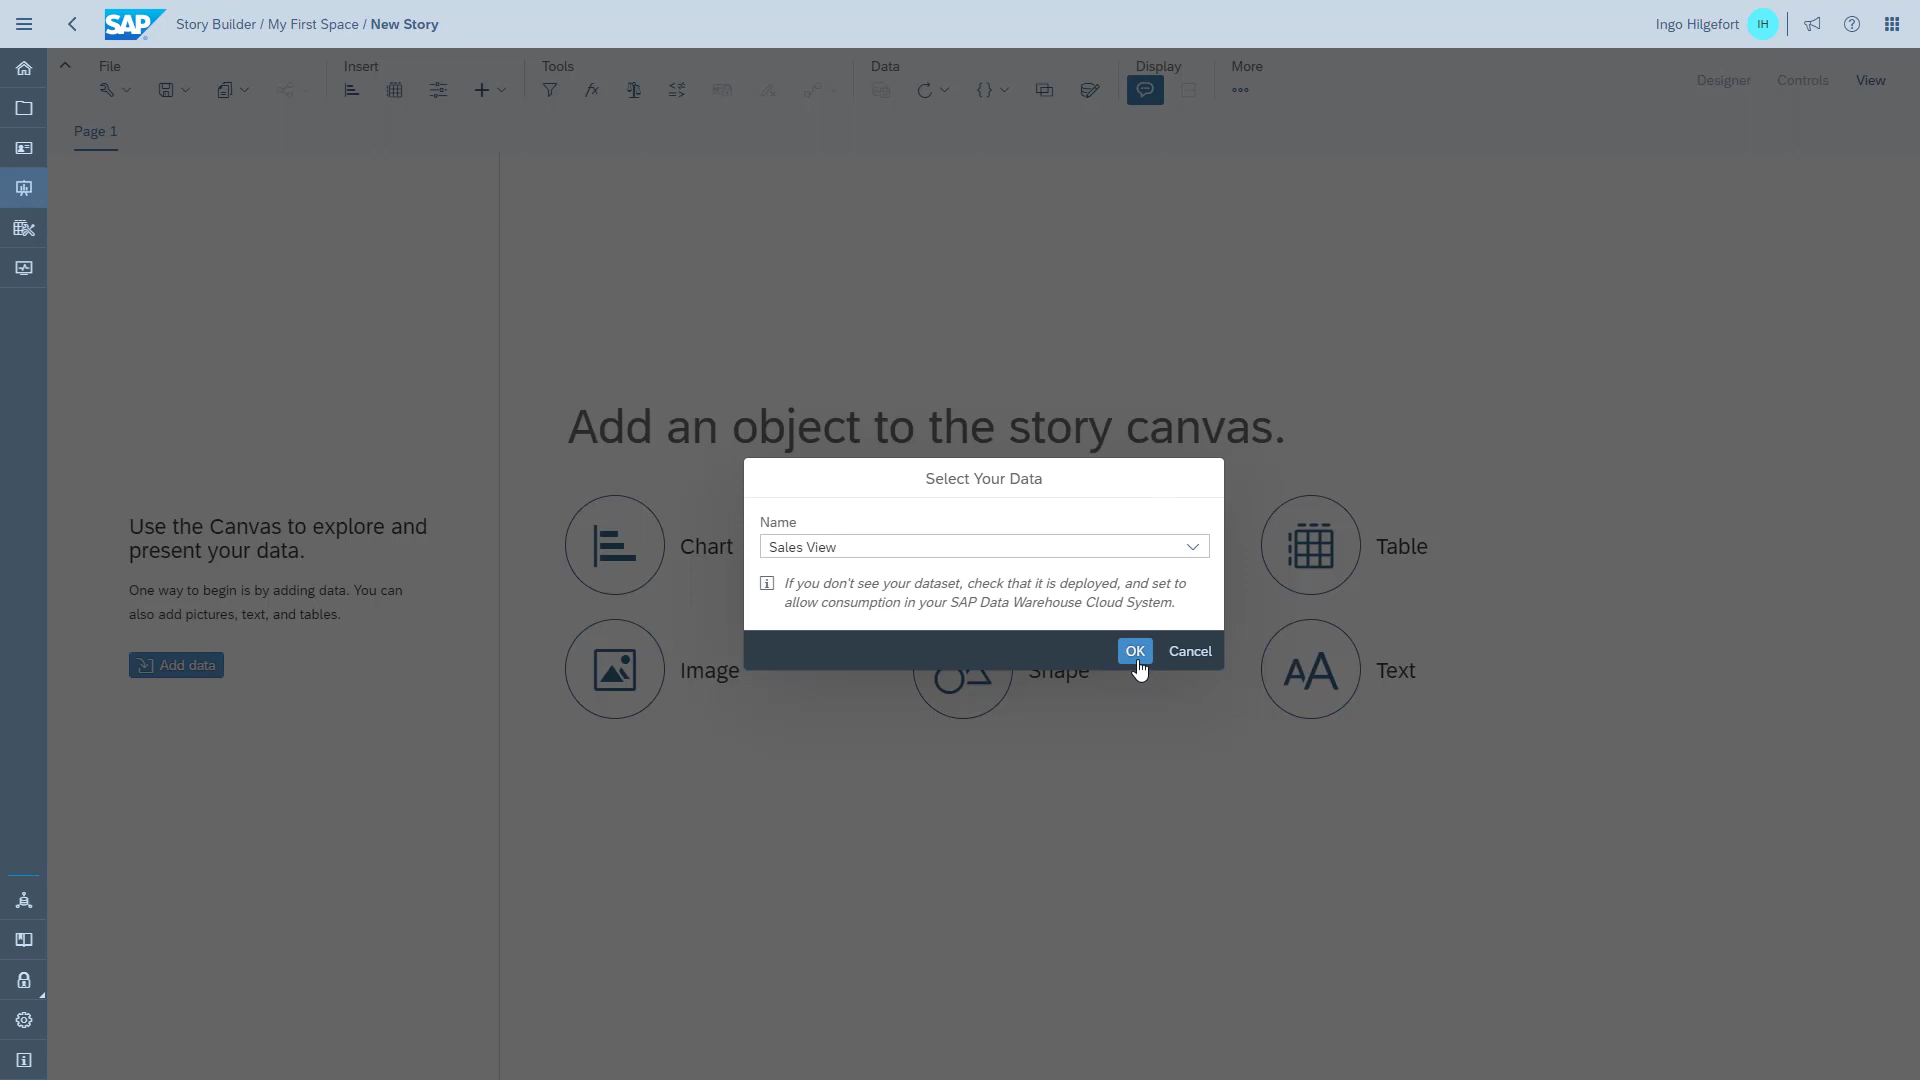 SAP
Story Builder / My First Space / New Story
Ingo Hilgefort
IH
File
Insert
Tools
Data
Display
More
Designer
Controls
View
Page 1
Add an object to the story canvas.
Select Your Data
Name
Sales View
If you don't see your dataset, check that it is deployed, and set to
allow consumption in your SAP Data Warehouse Cloud System.
OK
Cancel
Use the Canvas to explore and
present your data.
One way to begin is by adding data. You can
also add pictures, text, and tables.
Add data
Chart
Table
Image
Shape
Text